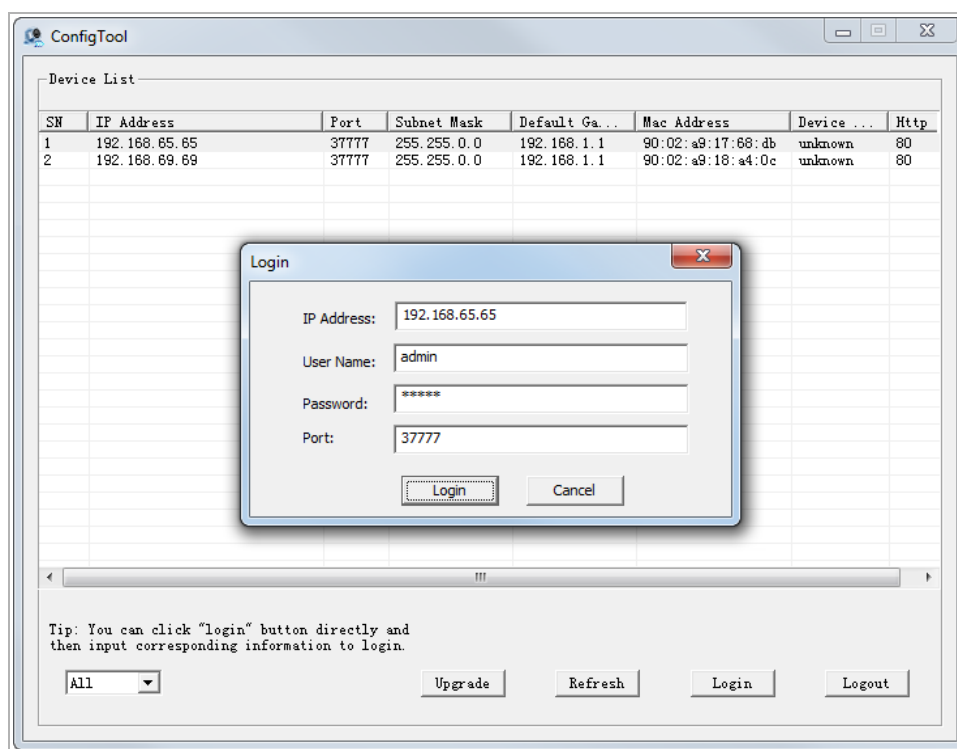 ConfigTool
Device List
SN IP Address Port Subnet Mask Default Ga... Mac Address Device ... Http
1 192.168.65.65 37777 255.255.0.0 192.168.1.1 90:02:a9:17:68:db unknown 80
2 192.168.69.69 37777 255.255.0.0 192.168.1.1 90:02:a9:18:a4:0c unknown 80
Login
IP Address: 192.168.65.65
User Name: admin
Password: *****
Port: 37777
Login Cancel
Tip: You can click "login" button directly and
then input corresponding information to login.
All Upgrade Refresh Login Logout